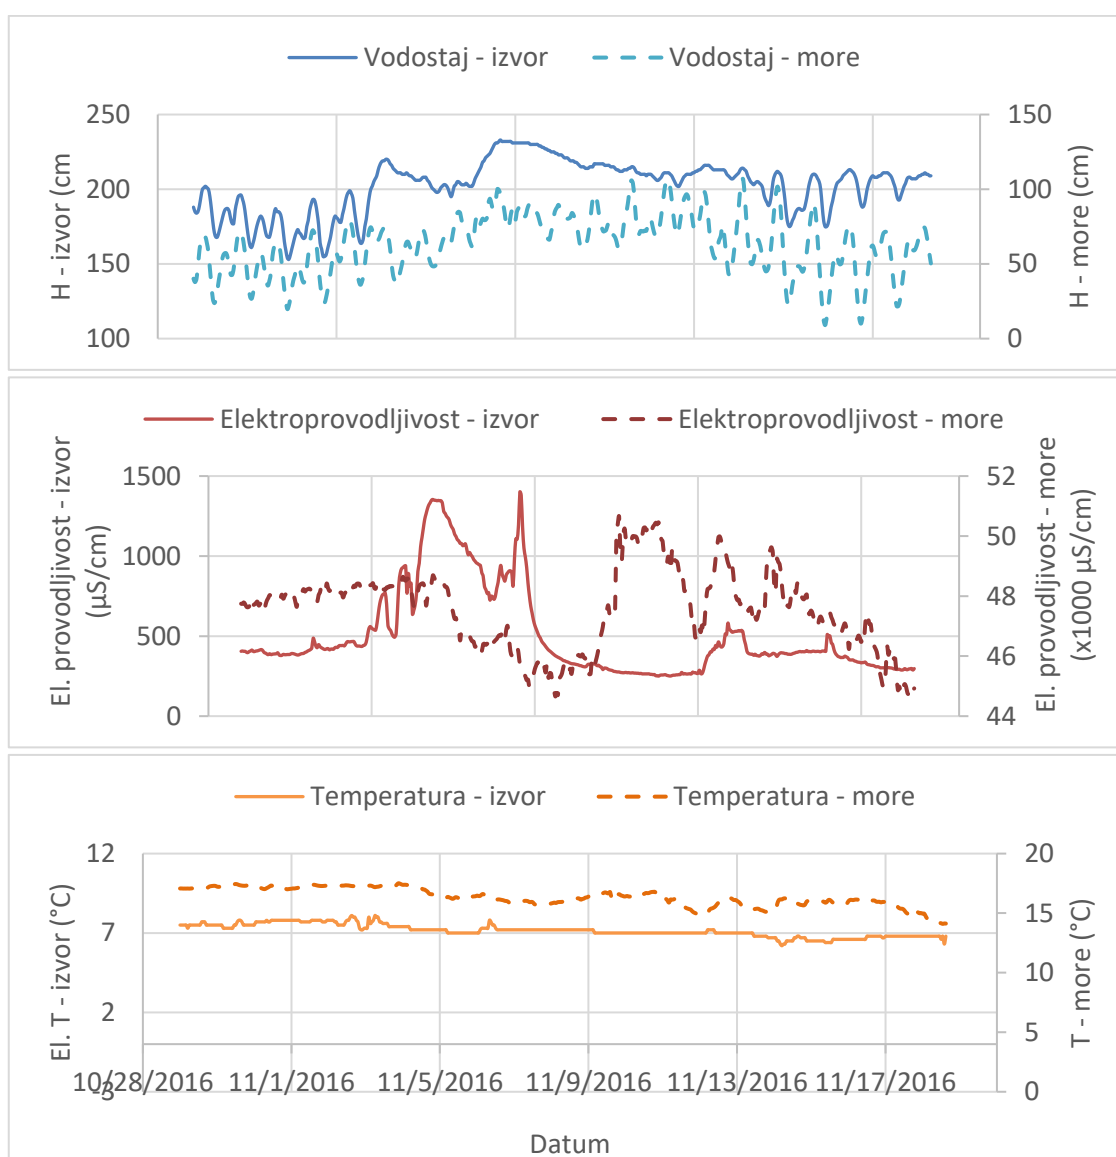 Vodostaj - izvor Vodostaj - more
H - izvor (cm
250
200
150
100
150
100
50
0
H - more (cm)
Elektroprovodljivost - izvor Elektroprovodljivost - more
El. provodljivost - izvor
(µS/cm)
1500
1000
500
0
52
50
48
46
44
El. provodljivost - more
(x1000 µS/cm)
Temperatura - izvor Temperatura - more
El. T - izvor (°C)
12
7
2
-3
20
15
10
5
0
T - more (°C)
10/28/2016 11/1/2016 11/5/2016 11/9/2016 11/13/2016 11/17/2016
Datum